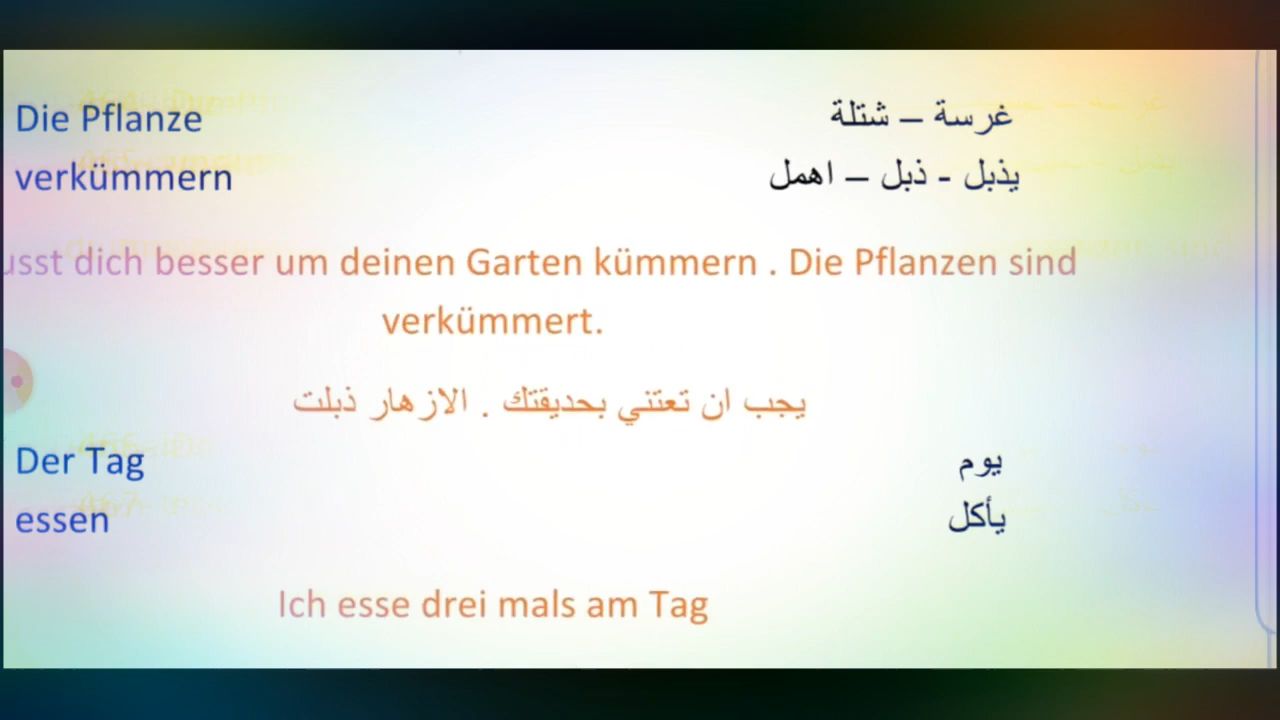 Die Pflanze غرسة – شتلة
verkümmern يذبل - ذبل – اهمل
dich besser um deinen Garten kümmern . Die Pflanzen sind
verkümmert.
يجب ان تعتني بحديقتك . الازهار ذبلت
Der Tag يوم
essen يأكل
Ich esse drei mals am Tag